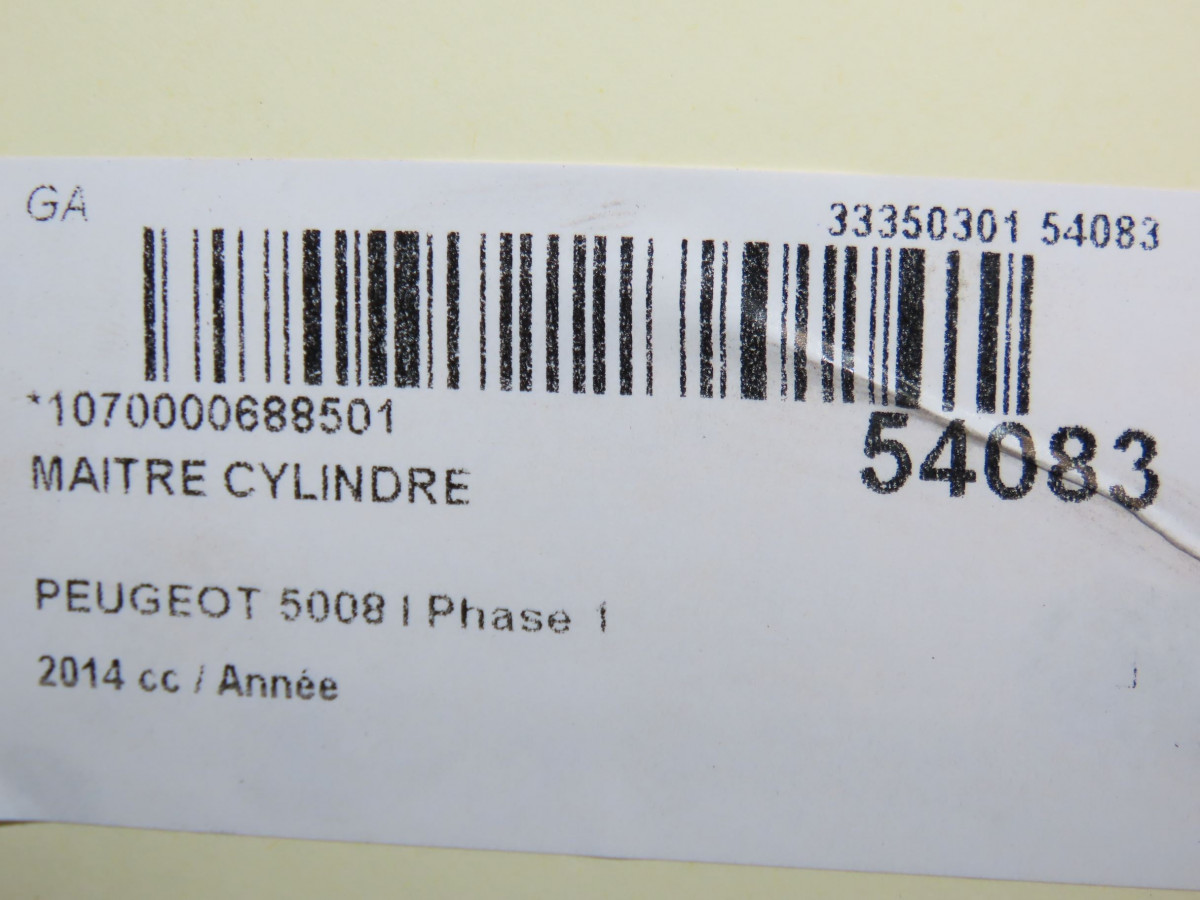 GA
33350301 54083
*1070000688501
54083
MAITRE CYLINDRE
PEUGEOT 5008 I Phase 1
2014 cc / Année